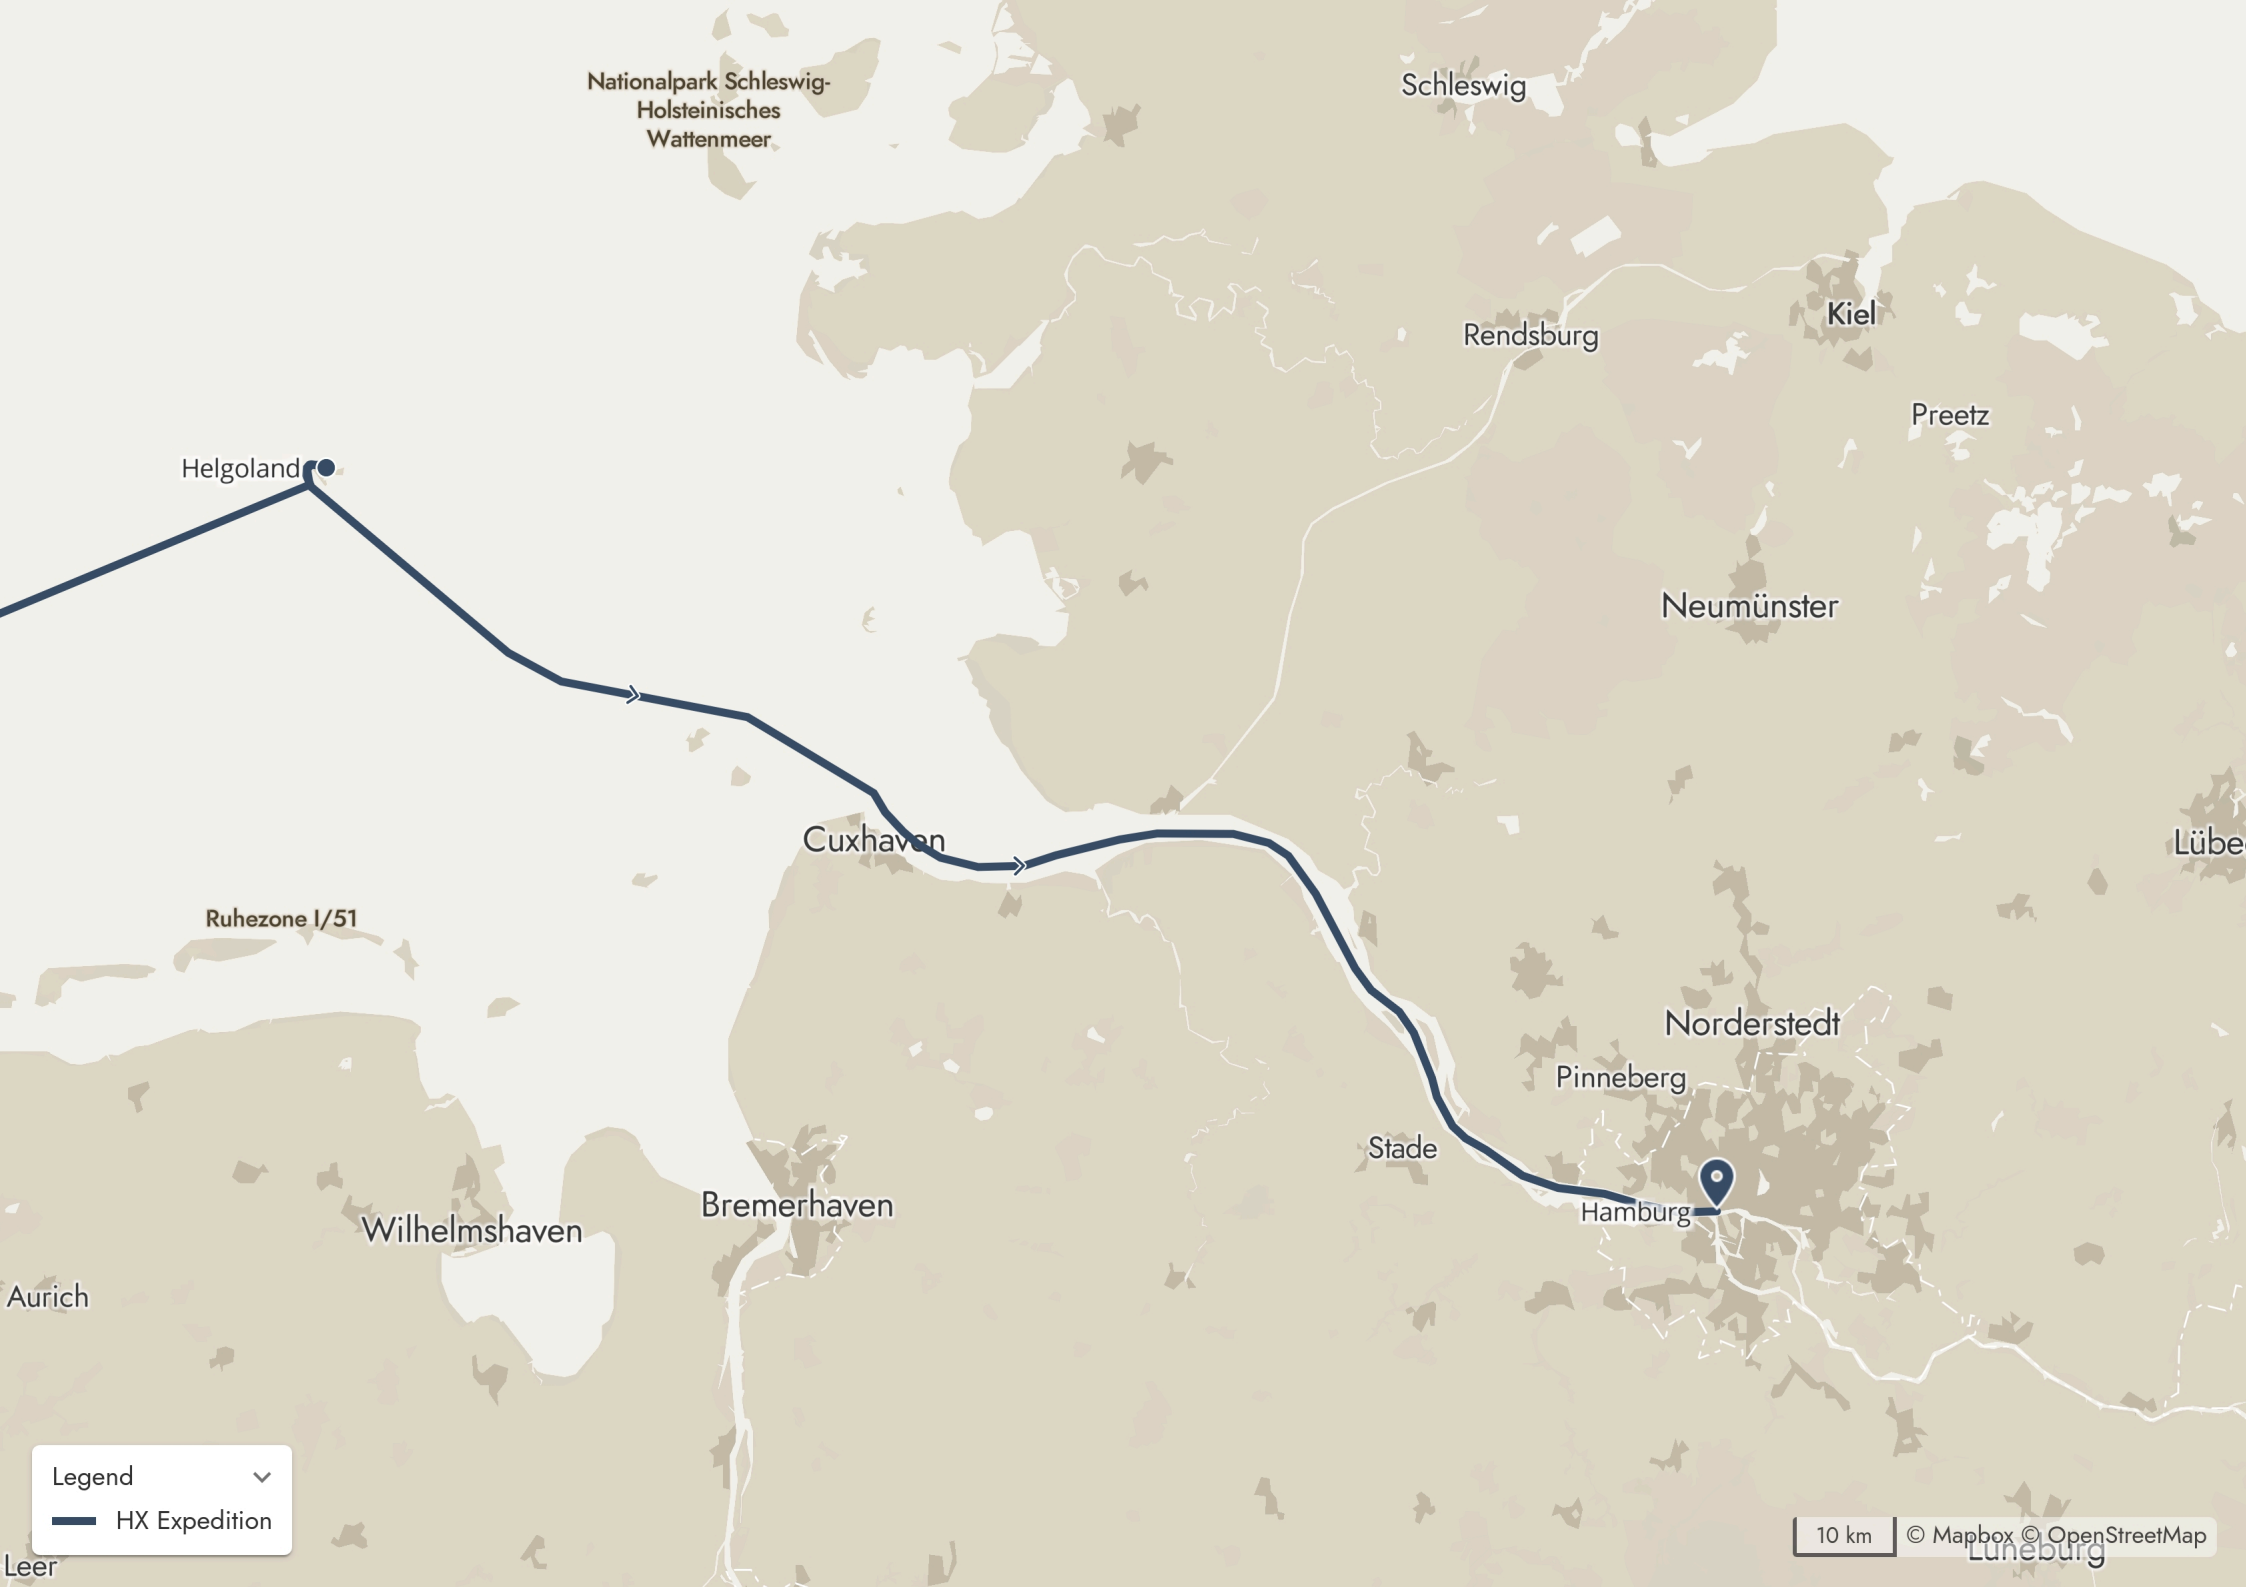 Nationalpark Schleswig-
Holsteinisches
Wattenmeer
Schleswig
Kiel
Rendsburg
Preetz
Helgoland
Neumünster
Cuxhaven
Lübe
Ruhezone I/51
Norderstedt
Pinneberg
Stade
Bremerhaven
Hamburg
Wilhelmshaven
Aurich
Legend
HX Expedition
10 km
© Mapbox © OpenStreetMap
Lüneburg
Leer